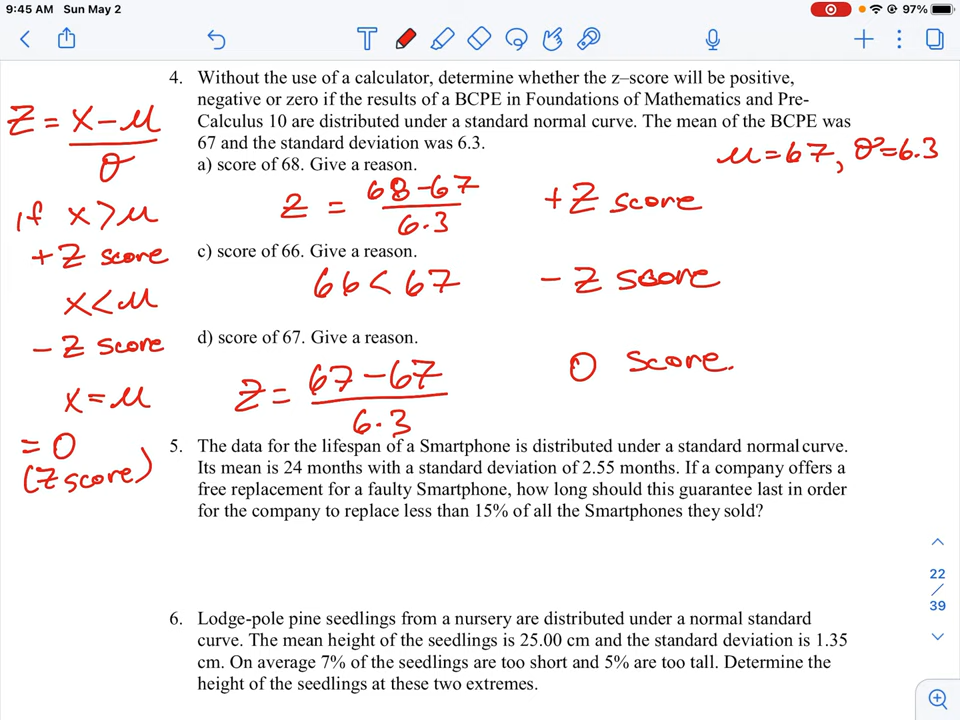 9:45 AM Sun May 2
97%
4. Without the use of a calculator, determine whether the z–score will be positive,
negative or zero if the results of a BCPE in Foundations of Mathematics and Pre-
Calculus 10 are distributed under a standard normal curve. The mean of the BCPE was
67 and the standard deviation was 6.3.
μ=67, σ=6.3
a) score of 68. Give a reason.
Z = x-μ
σ
if x>μ
+ Z score
x<μ
- Z score
x=μ
= 0
(Z score)
Z = 68-67
6.3
+ Z score
c) score of 66. Give a reason.
66 < 67
- Z score
d) score of 67. Give a reason.
Z = 67-67
6.3
0 score.
5. The data for the lifespan of a Smartphone is distributed under a standard normal curve.
Its mean is 24 months with a standard deviation of 2.55 months. If a company offers a
free replacement for a faulty Smartphone, how long should this guarantee last in order
for the company to replace less than 15% of all the Smartphones they sold?
22
/
39
6. Lodge-pole pine seedlings from a nursery are distributed under a normal standard
curve. The mean height of the seedlings is 25.00 cm and the standard deviation is 1.35
cm. On average 7% of the seedlings are too short and 5% are too tall. Determine the
height of the seedlings at these two extremes.